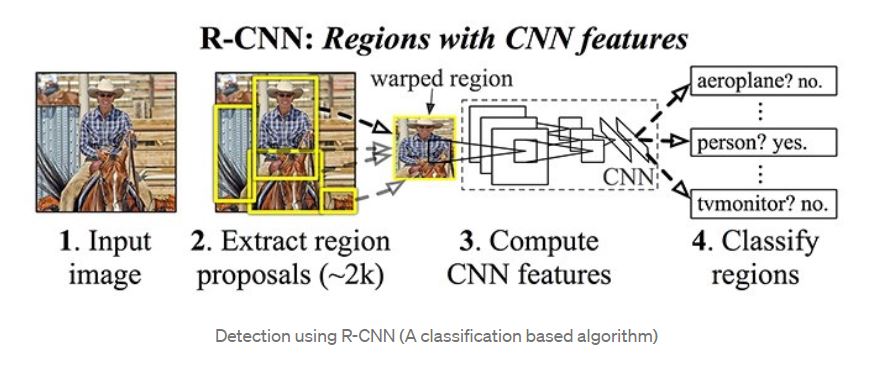 R-CNN: Regions with CNN features
warped region
aeroplane? no.
⋮
person? yes.
⋮
tvmonitor? no.
CNN
1. Input
image
2. Extract region
proposals (~2k)
3. Compute
CNN features
4. Classify
regions
Detection using R-CNN (A classification based algorithm)